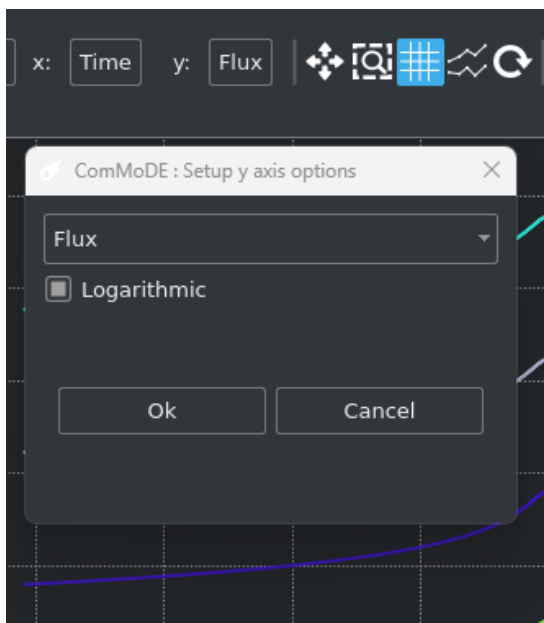 x: Time y: Flux
ComMoDE : Setup y axis options
Flux
Logarithmic
Ok Cancel